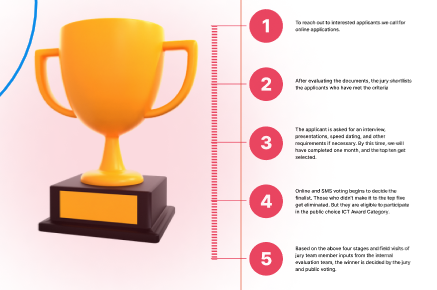 1
To reach out to interested applicants we call for
online applications.
2
After evaluating the documents, the jury shortlists
the applicants who have met the criteria
3
The applicant is asked for an interview,
presentations, speed dating, and other
requirements if necessary. By this time, we will
have completed one month, and the top ten get
selected.
4
Online and SMS voting begins to decide the
finalist. Those who didn't make it to the top five
get eliminated. But they are eligible to participate
in the public choice ICT Award Category.
5
Based on the above four stages and field visits of
jury team member inputs from the internal
evaluation team, the winner is decided by the jury
and public voting.